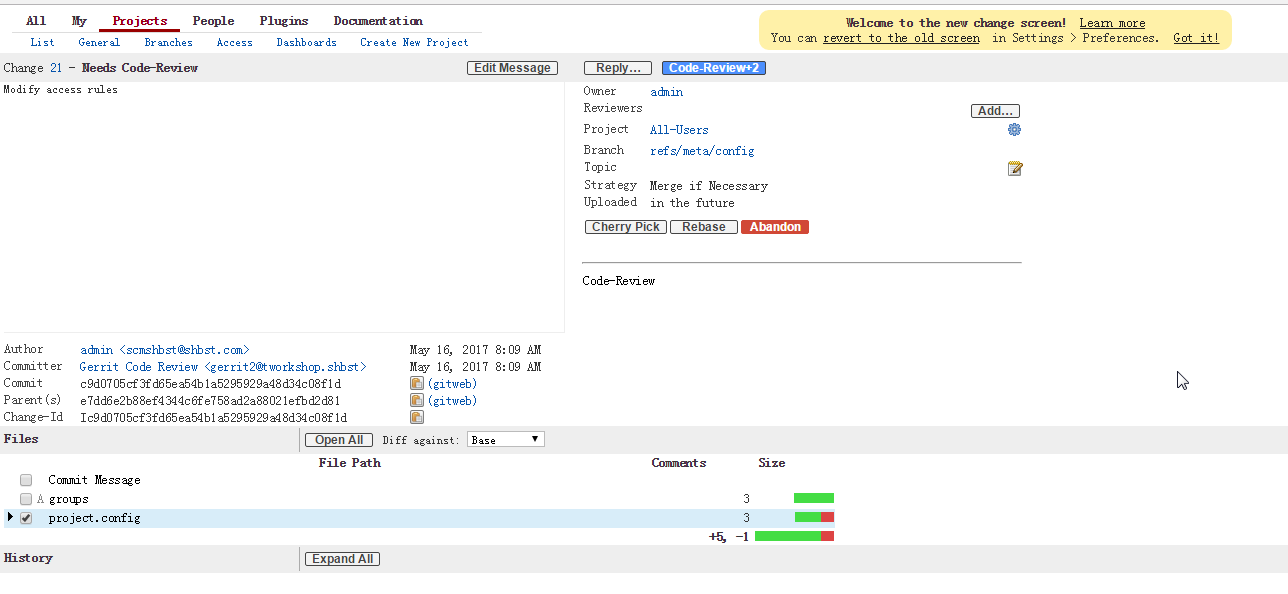 All My Projects People Plugins Documentation
List General Branches Access Dashboards Create New Project
Welcome to the new change screen! Learn more
You can revert to the old screen in Settings > Preferences. Got it!
Change 21 - Needs Code-Review Edit Message Reply... Code-Review+2
Modify access rules
Owner admin
Reviewers Add...
Project All-Users
Branch refs/meta/config
Topic
Strategy Merge if Necessary
Uploaded in the future
Cherry Pick Rebase Abandon
Code-Review
Author admin <scmshbst@shbst.com> May 16, 2017 8:09 AM
Committer Gerrit Code Review <gerrit2@tworkshop.shbst> May 16, 2017 8:09 AM
Commit c9d0705cf3fd65ea54b1a5295929a48d34c08f1d (gitweb)
Parent(s) e7dd6e2b88ef4344c6fe758ad2a88021efbd2d81 (gitweb)
Change-Id Ic9d0705cf3fd65ea54b1a5295929a48d34c08f1d
Files Open All Diff against: Base
File Path Comments Size
Commit Message
A groups 3
project.config 3
+5, -1
History Expand All